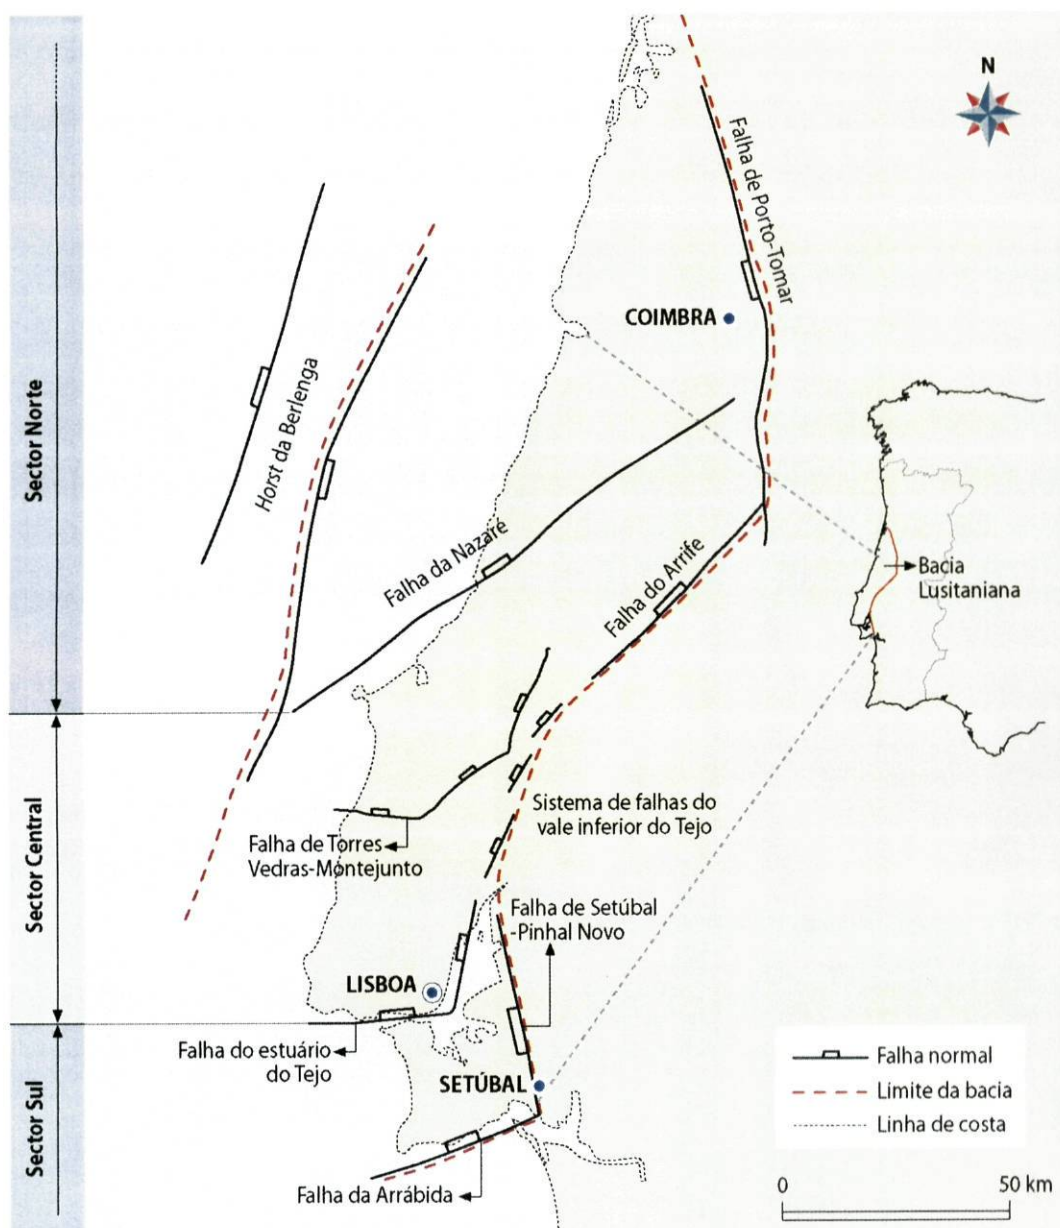 N
Falha de Porto-Tomar
COIMBRA
Sector Norte
Horst da Berlenga
Falha da Nazaré
Falha do Arrife
Bacia
Lusitaniana
Sector Central
Sistema de falhas do
vale inferior do Tejo
Falha de Torres
Vedras-Montejunto
Falha de Setúbal
-Pinhal Novo
LISBOA
Falha do estuário
do Tejo
SETÚBAL
Sector Sul
Falha da Arrábida
Falha normal
Limite da bacia
Linha de costa
0
50 km